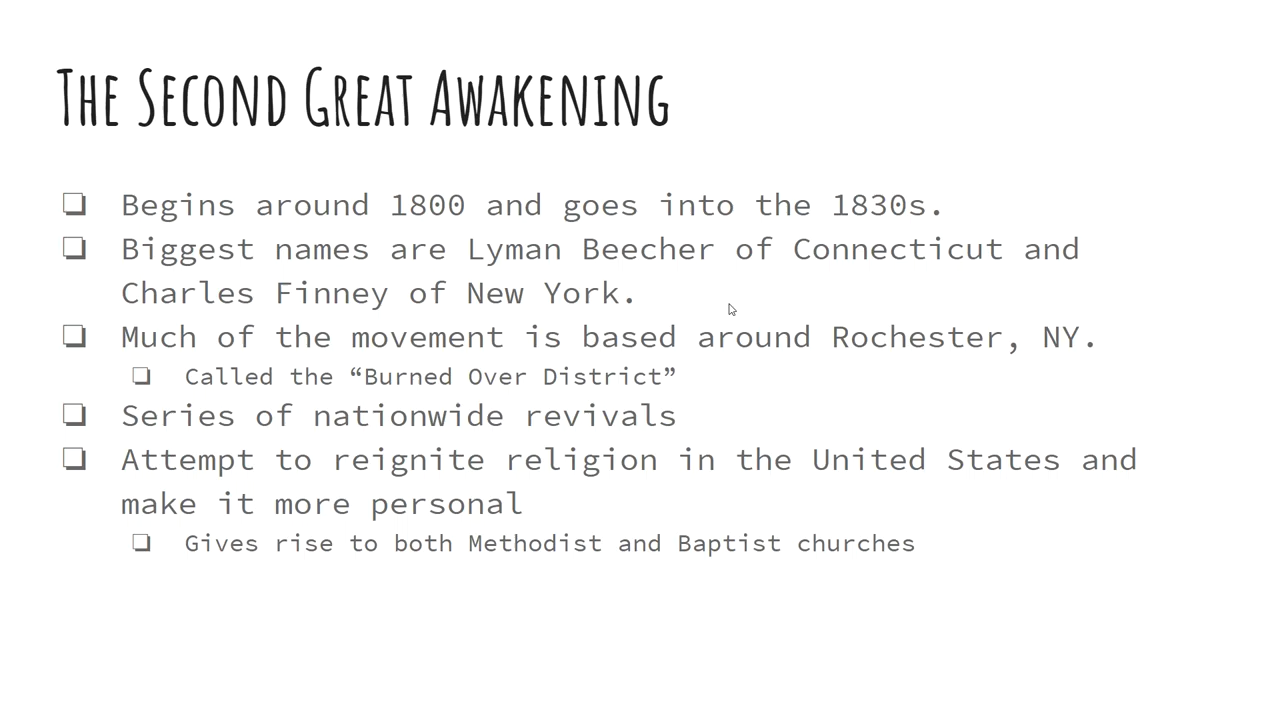 The Second Great Awakening
❏ Begins around 1800 and goes into the 1830s.
❏ Biggest names are Lyman Beecher of Connecticut and
Charles Finney of New York.
❏ Much of the movement is based around Rochester, NY.
❏ Called the “Burned Over District”
❏ Series of nationwide revivals
❏ Attempt to reignite religion in the United States and
make it more personal
❏ Gives rise to both Methodist and Baptist churches